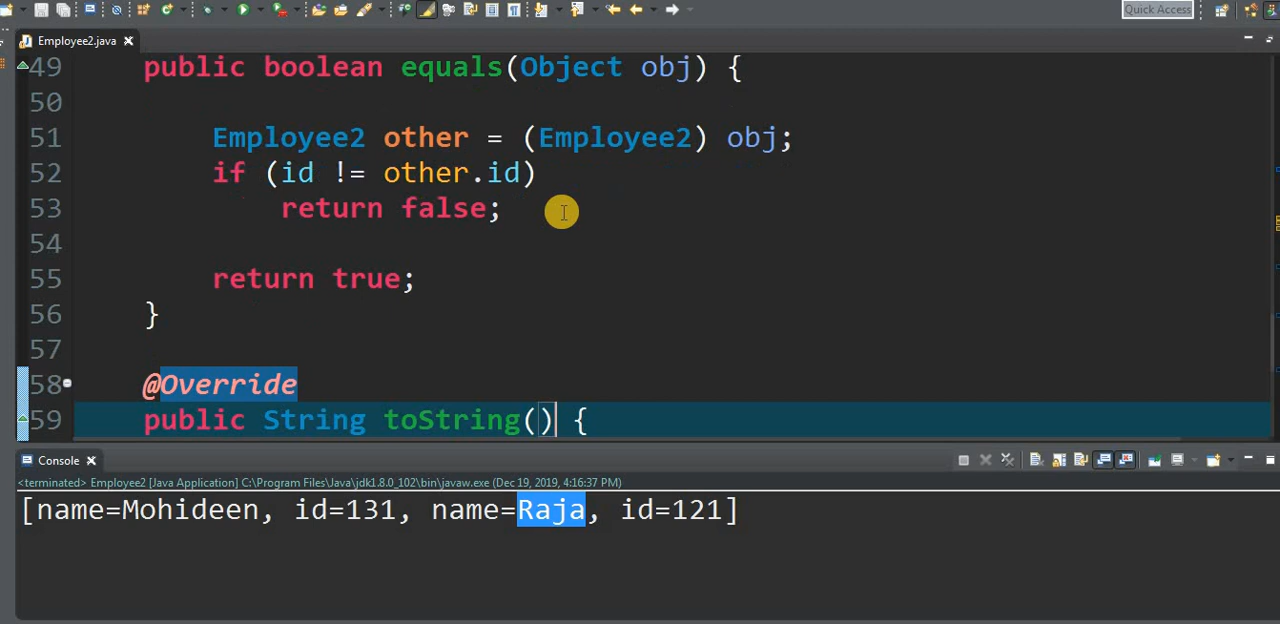 Quick Access
Employee2.java
49 public boolean equals(Object obj) {
50
51 Employee2 other = (Employee2) obj;
52 if (id != other.id)
53 return false;
54
55 return true;
56 }
57
58 @Override
59 public String toString() {
Console
<terminated> Employee2 [Java Application] C:\Program Files\Java\jdk1.8.0_102\bin\javaw.exe (Dec 19, 2019, 4:16:37 PM)
[name=Mohideen, id=131, name=Raja, id=121]